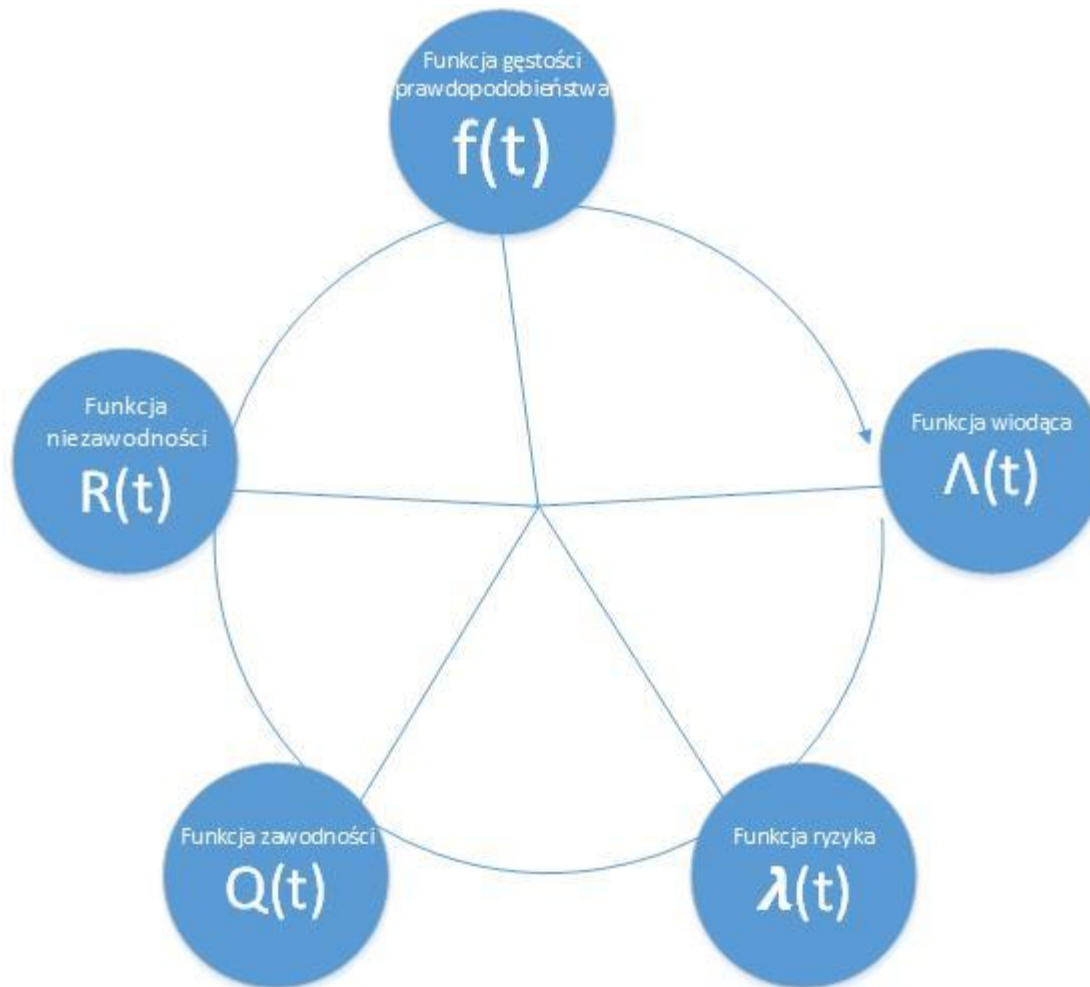 Funkcja gęstości
prawdopodobieństwa
f(t)
Funkcja wiodąca
Λ(t)
Funkcja ryzyka
λ(t)
Funkcja zawodności
Q(t)
Funkcja
niezawodności
R(t)